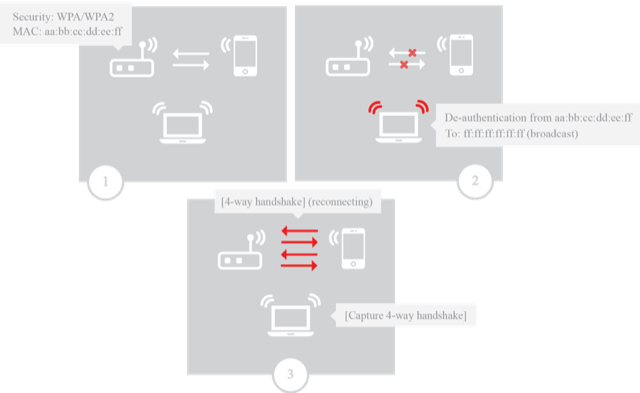 Security: WPA/WPA2
MAC: aa:bb:cc:dd:ee:ff
1
De-authentication from aa:bb:cc:dd:ee:ff
To: ff:ff:ff:ff:ff:ff (broadcast)
2
[4-way handshake] (reconnecting)
[Capture 4-way handshake]
3